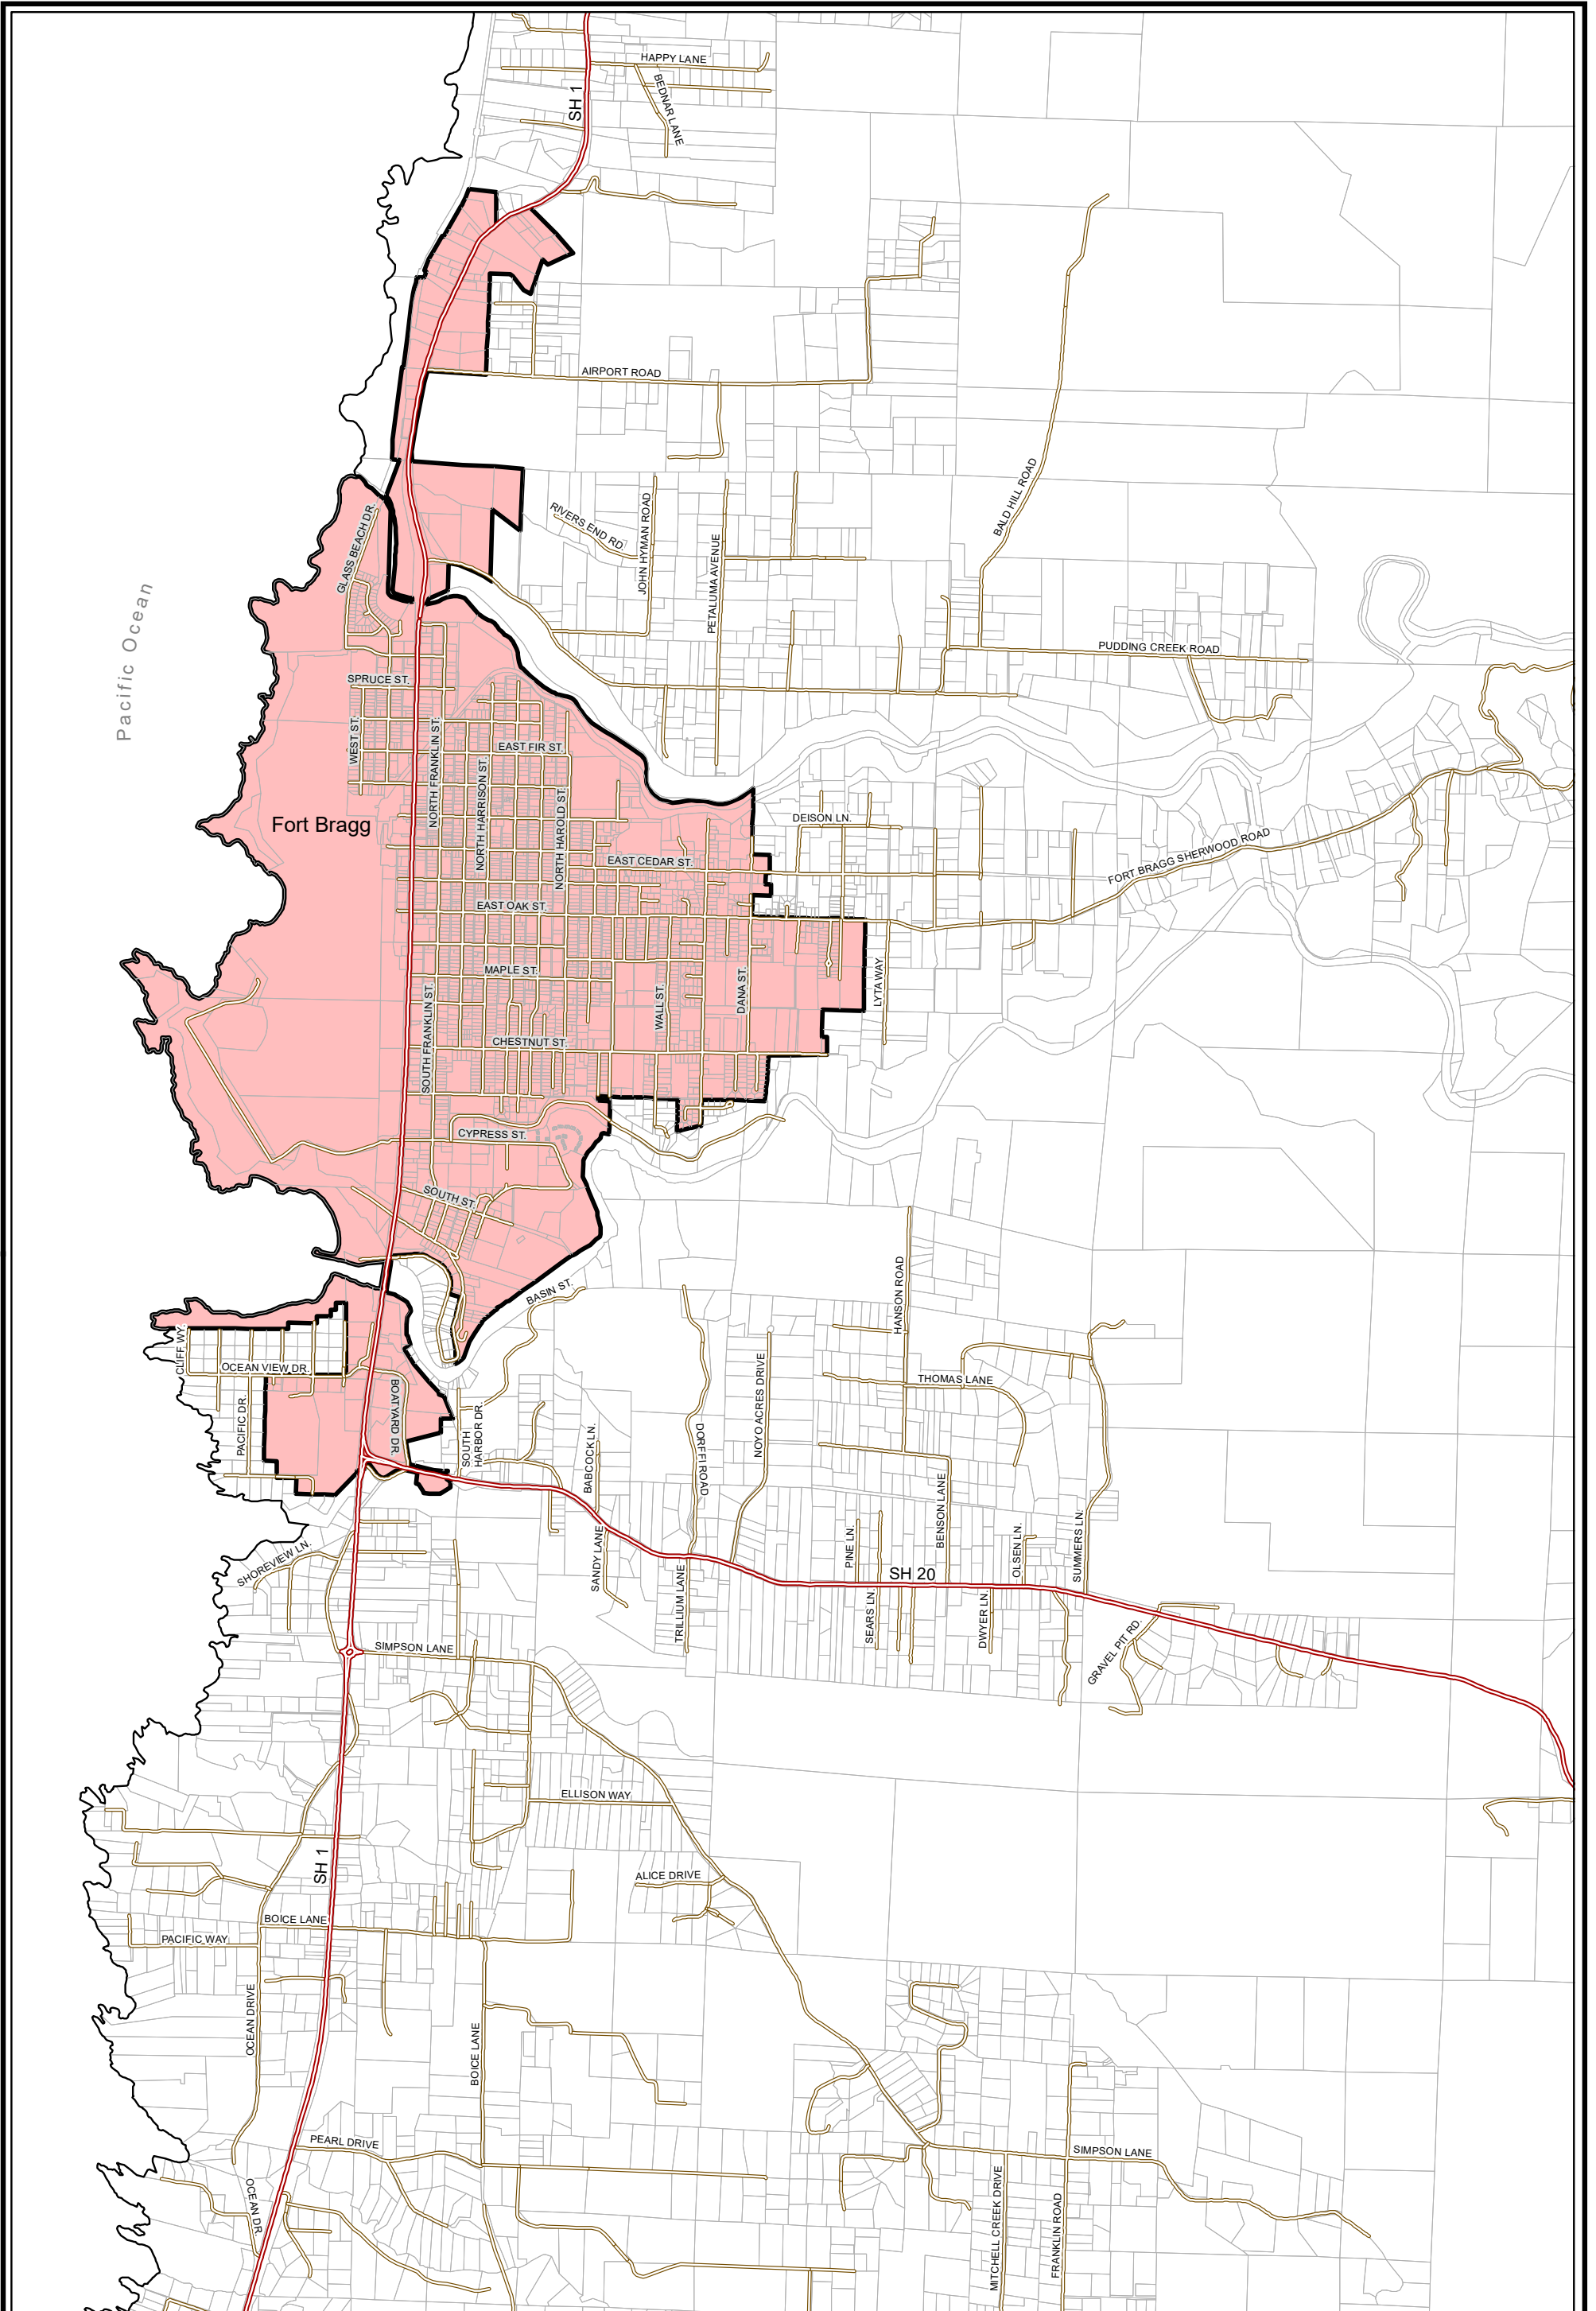 HAPPY LANE
BEDNAR LANE
SH 1
AIRPORT ROAD
BALD HILL ROAD
GLASS BEACH DR.
RIVERS END RD
JOHN HYMAN ROAD
PETALUMA AVENUE
Pacific Ocean
PUDDING CREEK ROAD
SPRUCE ST.
WEST ST.
NORTH FRANKLIN ST.
EAST FIR ST.
NORTH HARRISON ST.
NORTH HAROLD ST.
Fort Bragg
DEISON LN.
EAST CEDAR ST.
FORT BRAGG SHERWOOD ROAD
EAST OAK ST.
MAPLE ST.
LYTA WAY
DANA ST.
WALL ST.
SOUTH FRANKLIN ST.
CHESTNUT ST.
CYPRESS ST.
SOUTH ST.
BASIN ST.
HANSON ROAD
CLIFF WY.
OCEAN VIEW DR.
THOMAS LANE
NOYO ACRES DRIVE
BOATYARD DR.
PACIFIC DR.
SOUTH
HARBOR DR.
BABCOCK LN.
DORFFI ROAD
BENSON LANE
PINE LN.
OLSEN LN.
SUMMERS LN.
SHOREVIEW LN.
SANDY LANE
TRILLIUM LANE
SH 20
SEARS LN.
DWYER LN.
GRAVEL PIT RD.
SIMPSON LANE
ELLISON WAY
SH 1
ALICE DRIVE
BOICE LANE
PACIFIC WAY
OCEAN DRIVE
BOICE LANE
PEARL DRIVE
SIMPSON LANE
OCEAN DR.
MITCHELL CREEK DRIVE
FRANKLIN ROAD